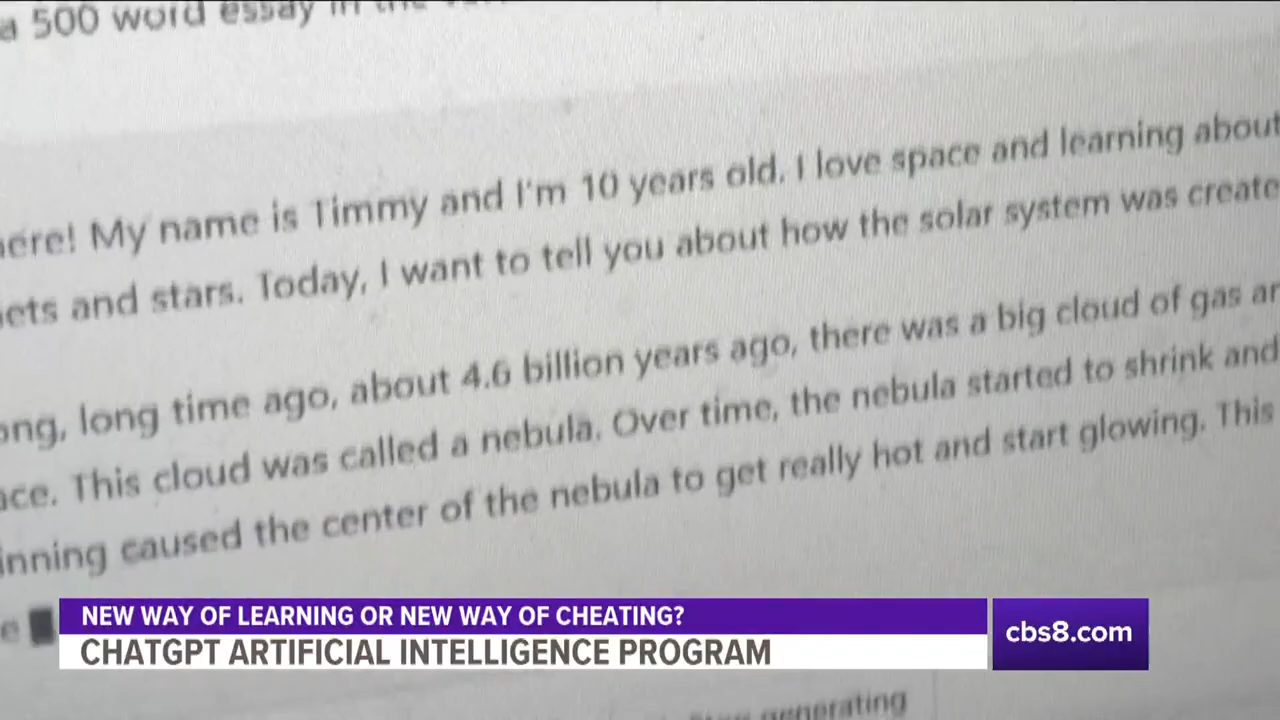 a 500 word essay in the
ere! My name is Timmy and I'm 10 years old. I love space and learning about
ets and stars. Today, I want to tell you about how the solar system was create
ong, long time ago, about 4.6 billion years ago, there was a big cloud of gas an
ace. This cloud was called a nebula. Over time, the nebula started to shrink and
inning caused the center of the nebula to get really hot and start glowing. This
e
NEW WAY OF LEARNING OR NEW WAY OF CHEATING?
CHATGPT ARTIFICIAL INTELLIGENCE PROGRAM
cbs8.com
generating